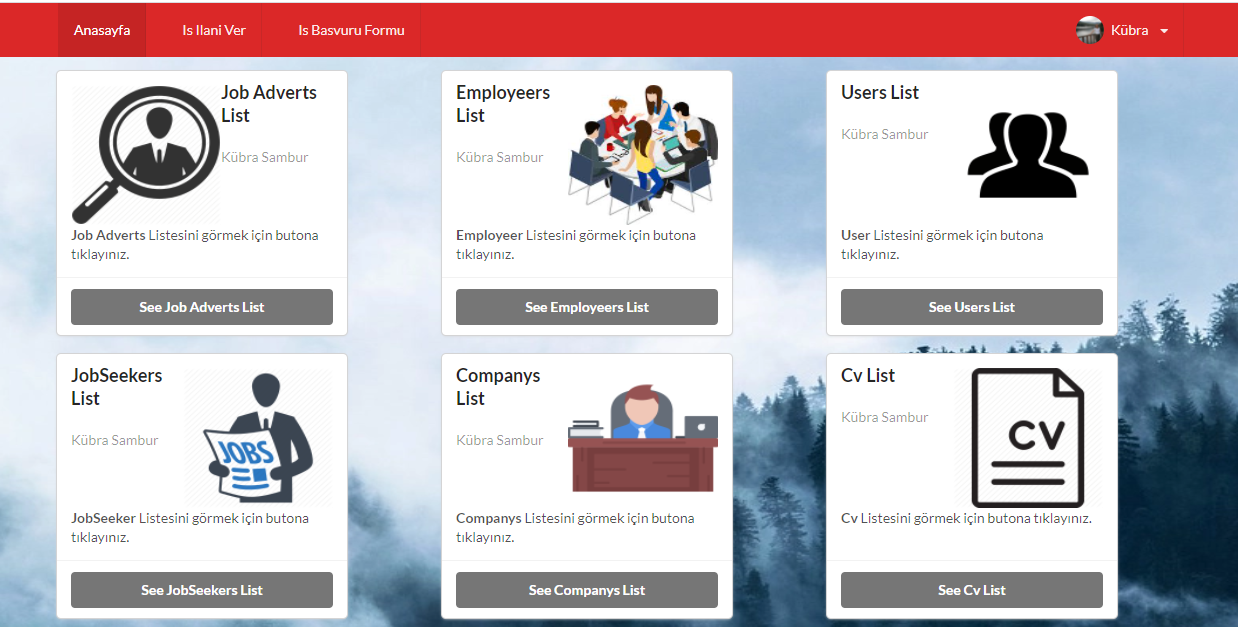 Anasayfa
Is Ilani Ver
Is Basvuru Formu
Kübra
Job Adverts
List
Kübra Sambur
Job Adverts Listesini görmek için butona
tıklayınız.
See Job Adverts List
Employeers
List
Kübra Sambur
Employeer Listesini görmek için butona
tıklayınız.
See Employeers List
Users List
Kübra Sambur
User Listesini görmek için butona
tıklayınız.
See Users List
JobSeekers
List
Kübra Sambur
JOBS
JobSeeker Listesini görmek için butona
tıklayınız.
See JobSeekers List
Companys
List
Kübra Sambur
Companys Listesini görmek için butona
tıklayınız.
See Companys List
Cv List
Kübra Sambur
CV
Cv Listesini görmek için butona tıklayınız.
See Cv List